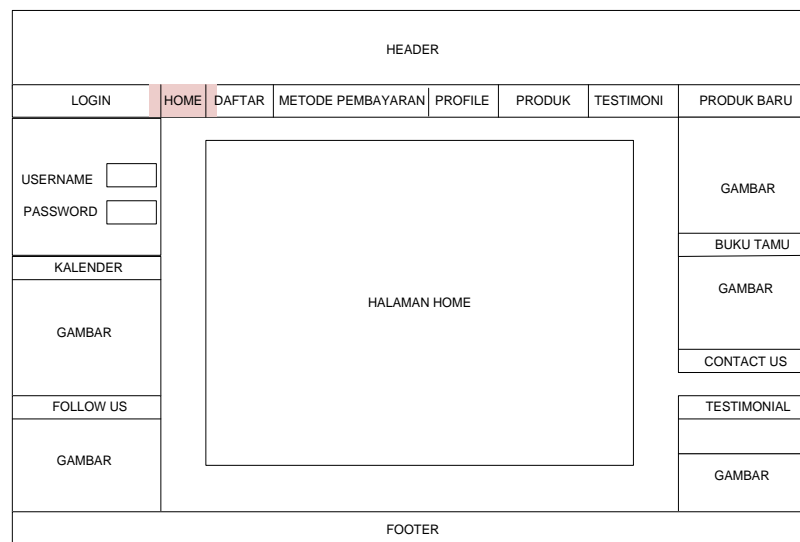 HEADER
LOGIN HOME DAFTAR METODE PEMBAYARAN PROFILE PRODUK TESTIMONI PRODUK BARU
USERNAME
PASSWORD
KALENDER
GAMBAR
FOLLOW US
GAMBAR
HALAMAN HOME
GAMBAR
BUKU TAMU
GAMBAR
CONTACT US
TESTIMONIAL
GAMBAR
FOOTER